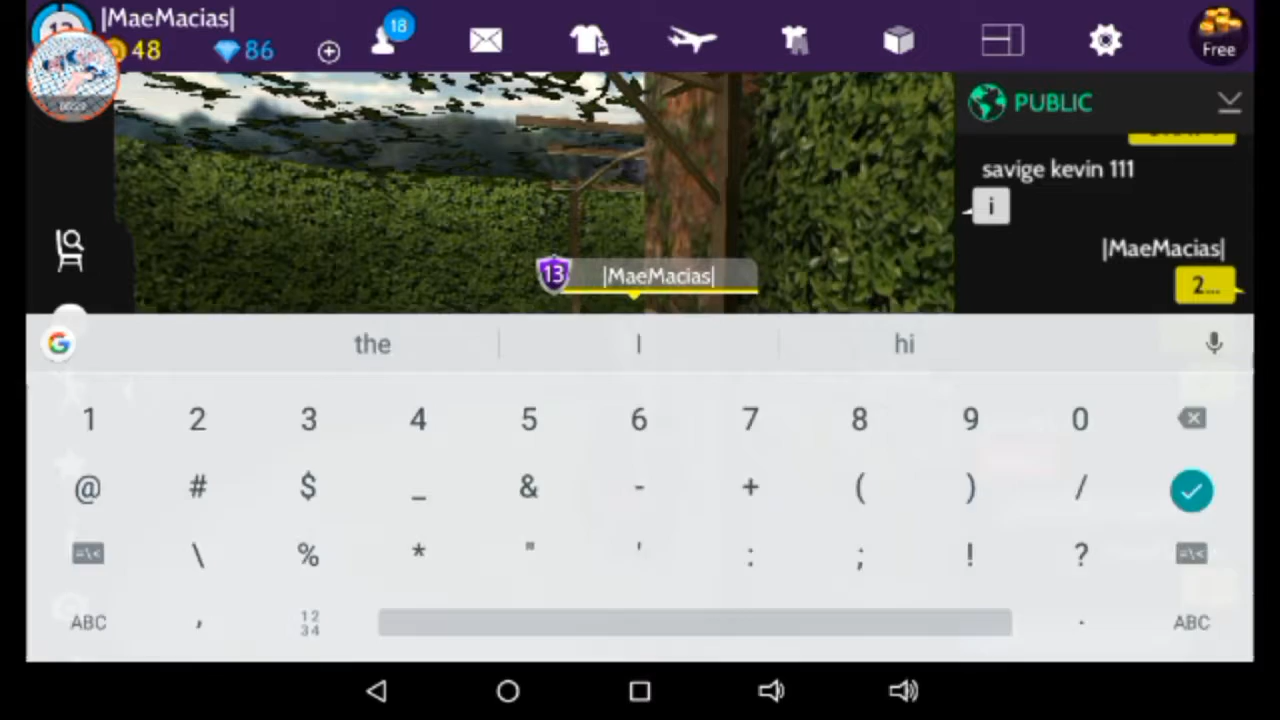 |MaeMacias|
48
86
18
Free
PUBLIC
savige kevin 111
i
|MaeMacias|
2...
13
|MaeMacias|
the
I
hi
1 2 3 4 5 6 7 8 9 0
@ # $ _ & - + ( ) /
=\< \ % * " ' : ; ! ? =\<
ABC , 12 34 . ABC